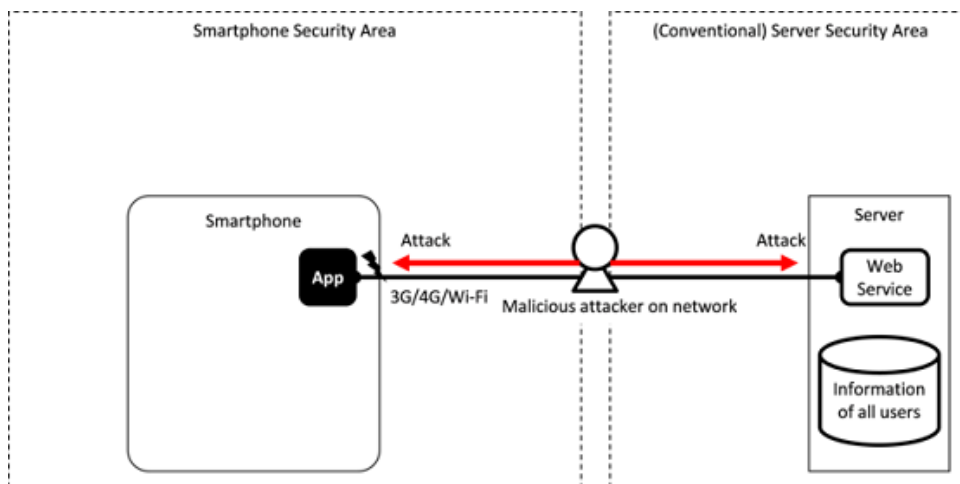 Smartphone Security Area
(Conventional) Server Security Area
Smartphone
Server
Attack
Attack
App
Web
Service
3G/4G/Wi-Fi
Malicious attacker on network
Information
of all users